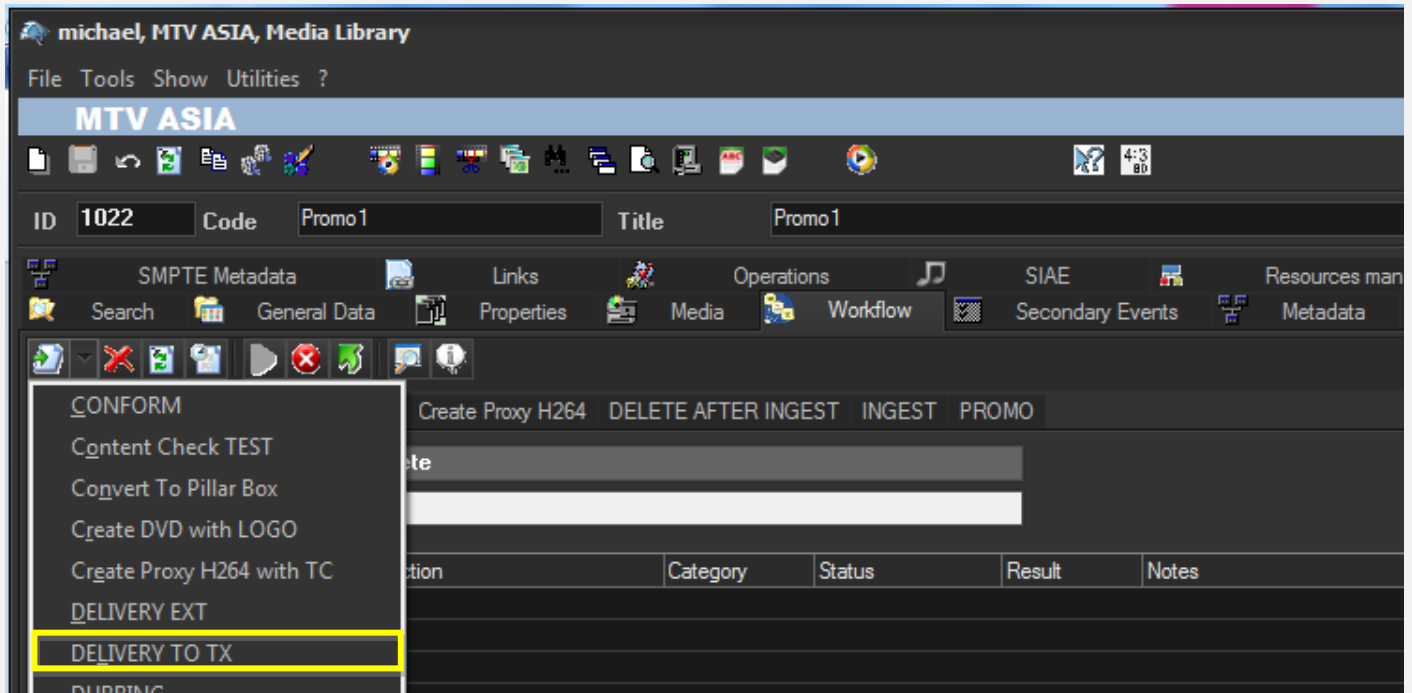 michael, MTV ASIA, Media Library
File Tools Show Utilities ?
MTV ASIA
ABC 4:3 BD
ID 1022 Code Promo1 Title Promo1
SMPTE Metadata Links Operations SIAE Resources man
Search General Data Properties Media Workflow Secondary Events Metadata
CONFORM Create Proxy H264 DELETE AFTER INGEST INGEST PROMO
Content Check TEST ete
Convert To Pillar Box
Create DVD with LOGO
Create Proxy H264 with TC ction Category Status Result Notes
DELIVERY EXT
DELIVERY TO TX
DUBBING